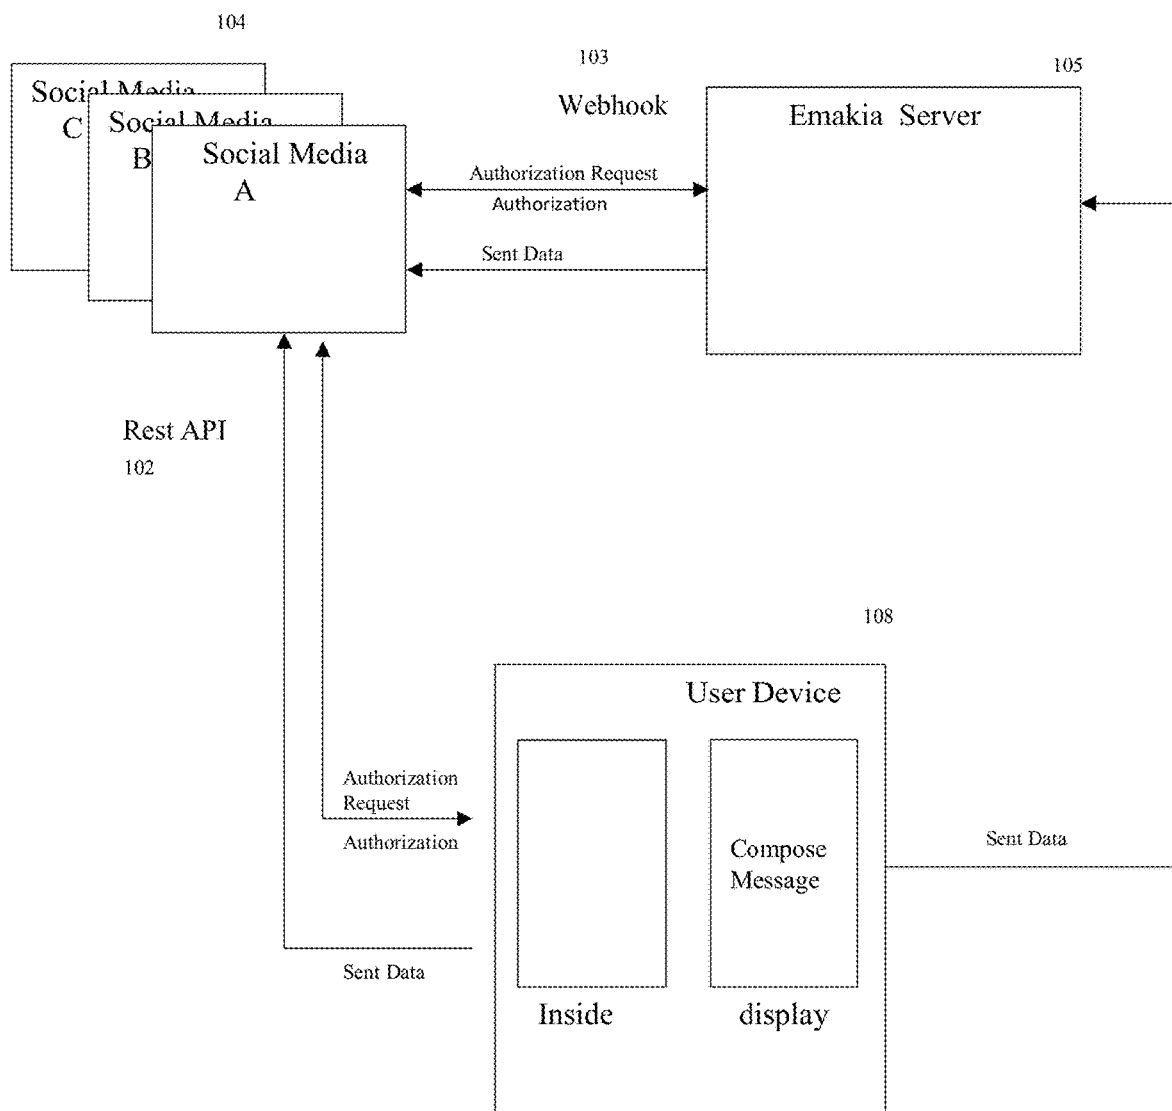 104
103
105
Social Media
C
Social Media
B
Social Media
A
Webhook
Emakia Server
Authorization Request
Authorization
Sent Data
Rest API
102
108
User Device
Authorization
Request
Authorization
Sent Data
Compose
Message
Inside
display
Sent Data